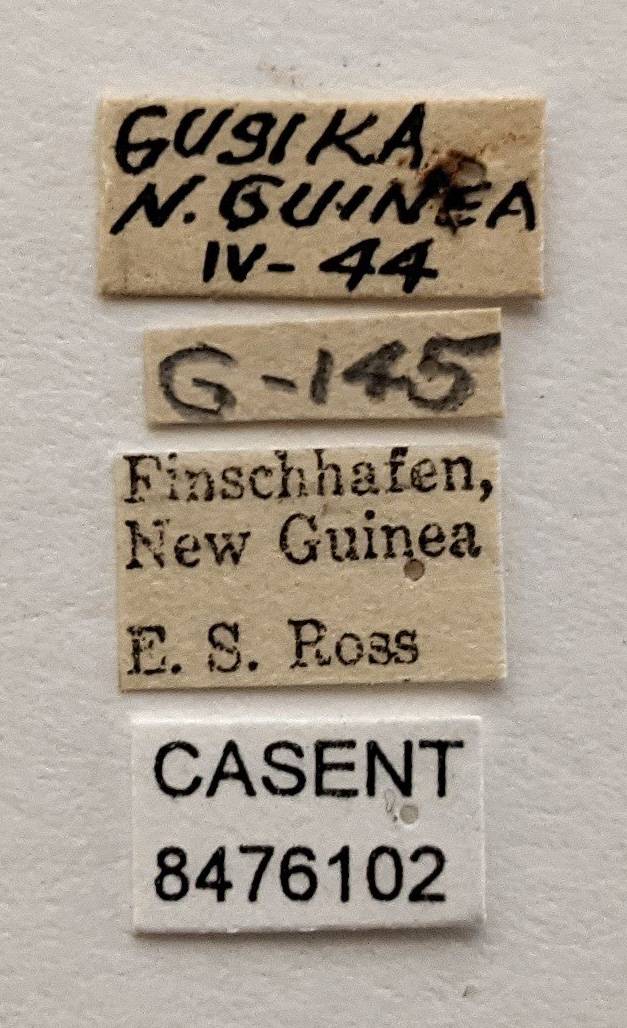 GUSIKA
N. GUINEA
IV-44
G-145
Finschhafen,
New Guinea
E. S. Ross
CASENT
8476102